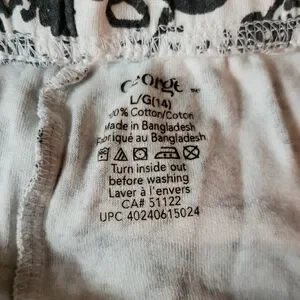 George
L/G(14)
100% Cotton/Coton
Made in Bangladesh
Fabriqué au Bangladesh
Turn inside out
before washing
Laver à l'envers
CA# 51122
UPC 40240615024